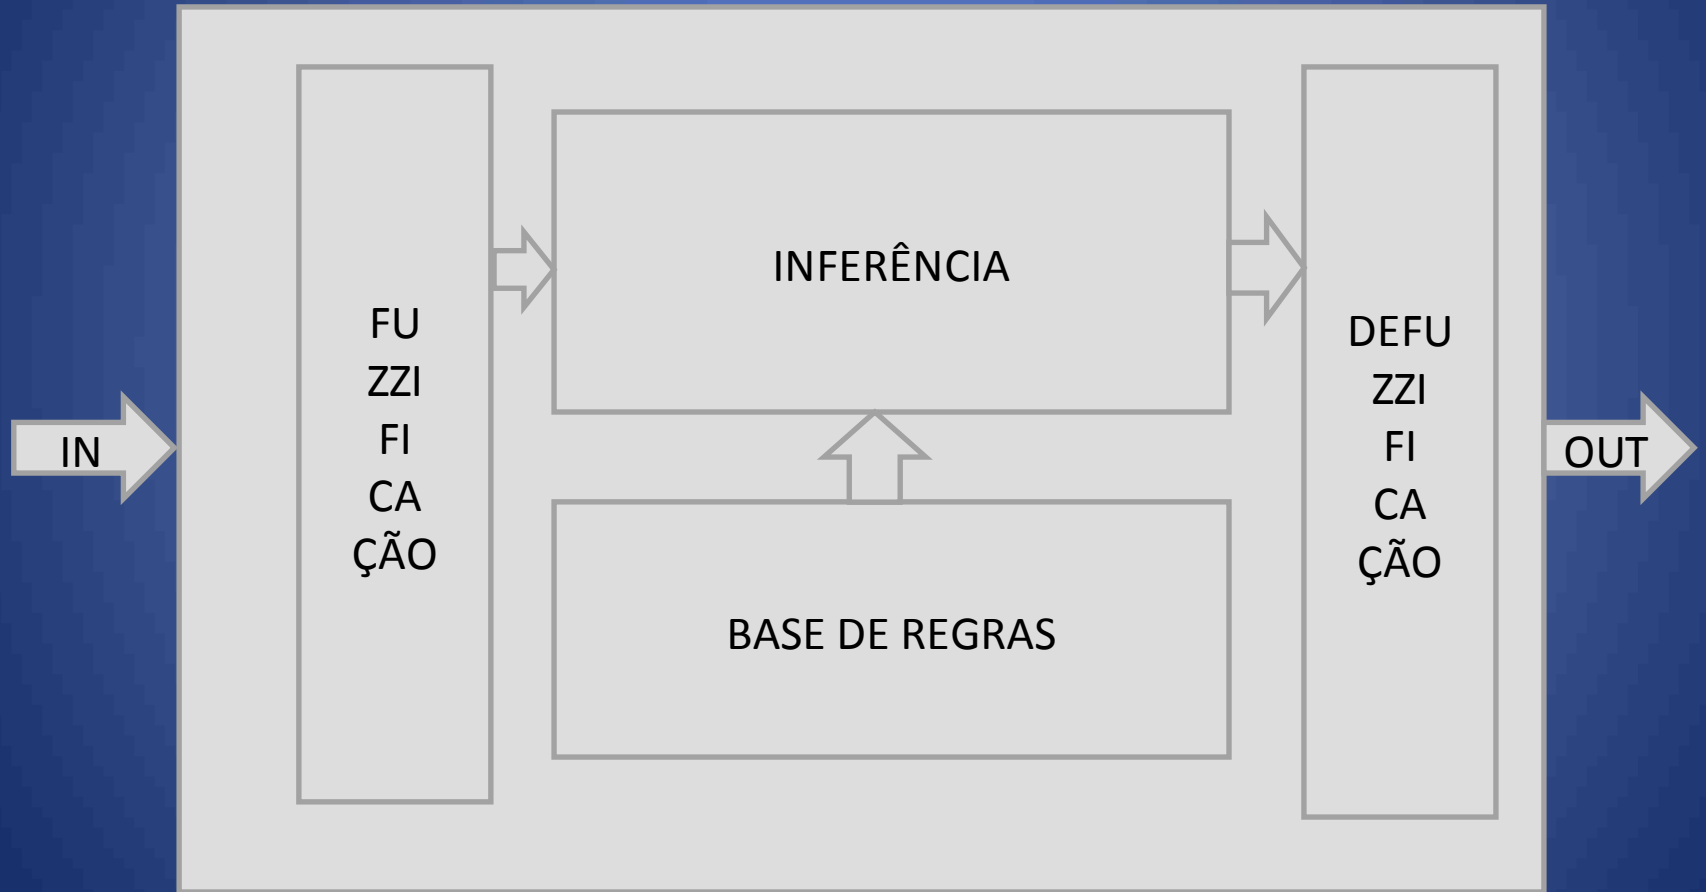 IN
FU
ZZI
FI
CA
ÇÃO
INFERÊNCIA
BASE DE REGRAS
DEFU
ZZI
FI
CA
ÇÃO
OUT